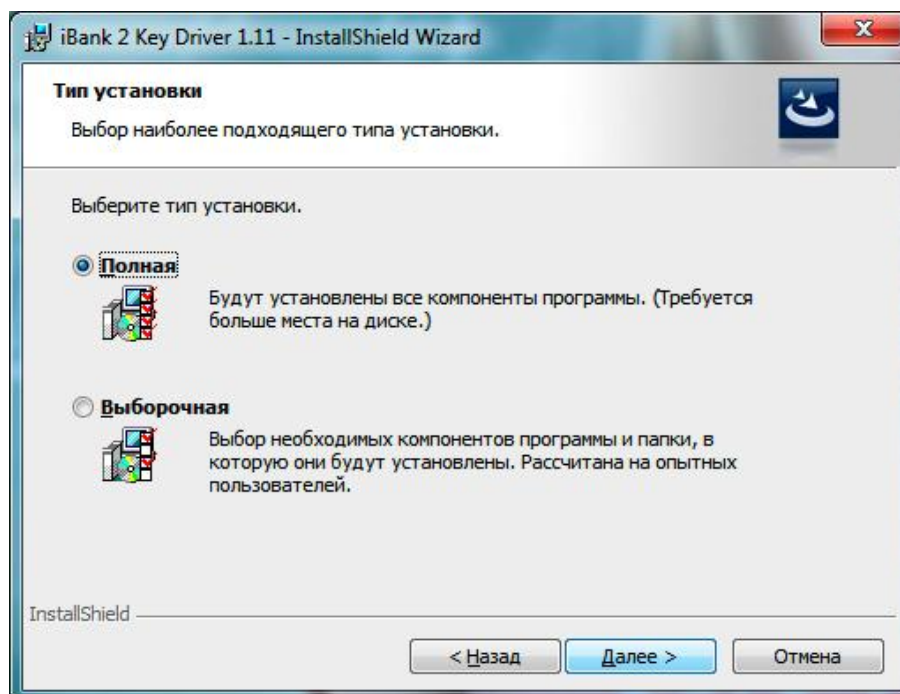 iBank 2 Key Driver 1.11 - InstallShield Wizard
Тип установки
Выбор наиболее подходящего типа установки.
Выберите тип установки.
Полная
Будут установлены все компоненты программы. (Требуется
больше места на диске.)
Выборочная
Выбор необходимых компонентов программы и папки, в
которую они будут установлены. Рассчитана на опытных
пользователей.
InstallShield
< Назад
Далее >
Отмена